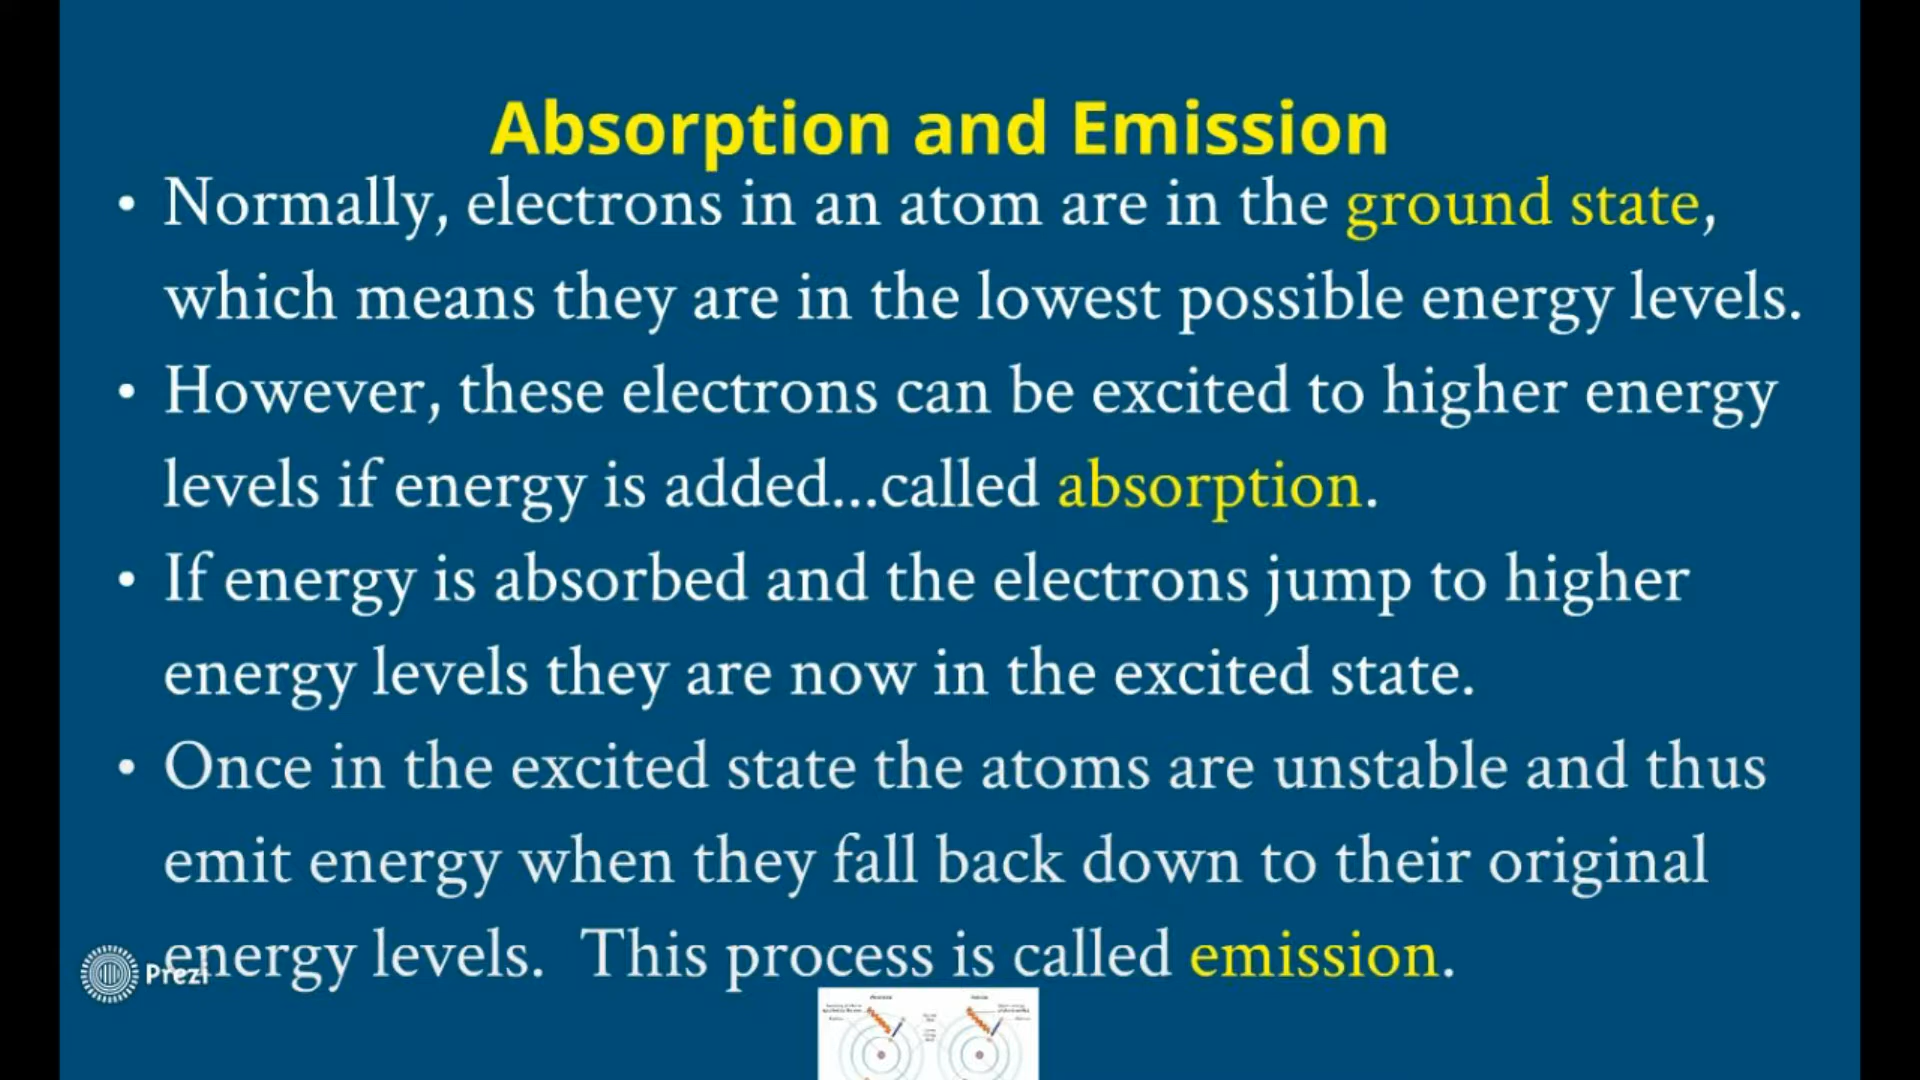 Absorption and Emission
• Normally, electrons in an atom are in the ground state,
which means they are in the lowest possible energy levels.
• However, these electrons can be excited to higher energy
levels if energy is added...called absorption.
• If energy is absorbed and the electrons jump to higher
energy levels they are now in the excited state.
• Once in the excited state the atoms are unstable and thus
emit energy when they fall back down to their original
energy levels.  This process is called emission.
Prezi